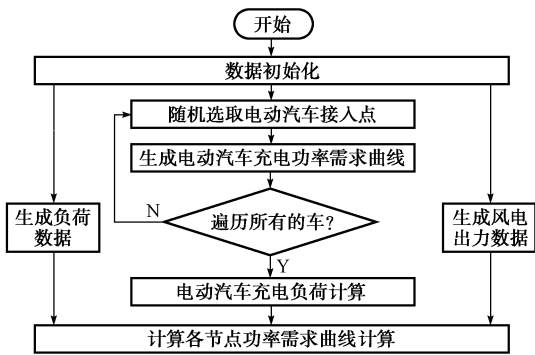 开始
数据初始化
随机选取电动汽车接入点
生成电动汽车充电功率需求曲线
生成负荷
数据
N
遍历所有的车?
生成风电
出力数据
Y
电动汽车充电负荷计算
计算各节点功率需求曲线计算